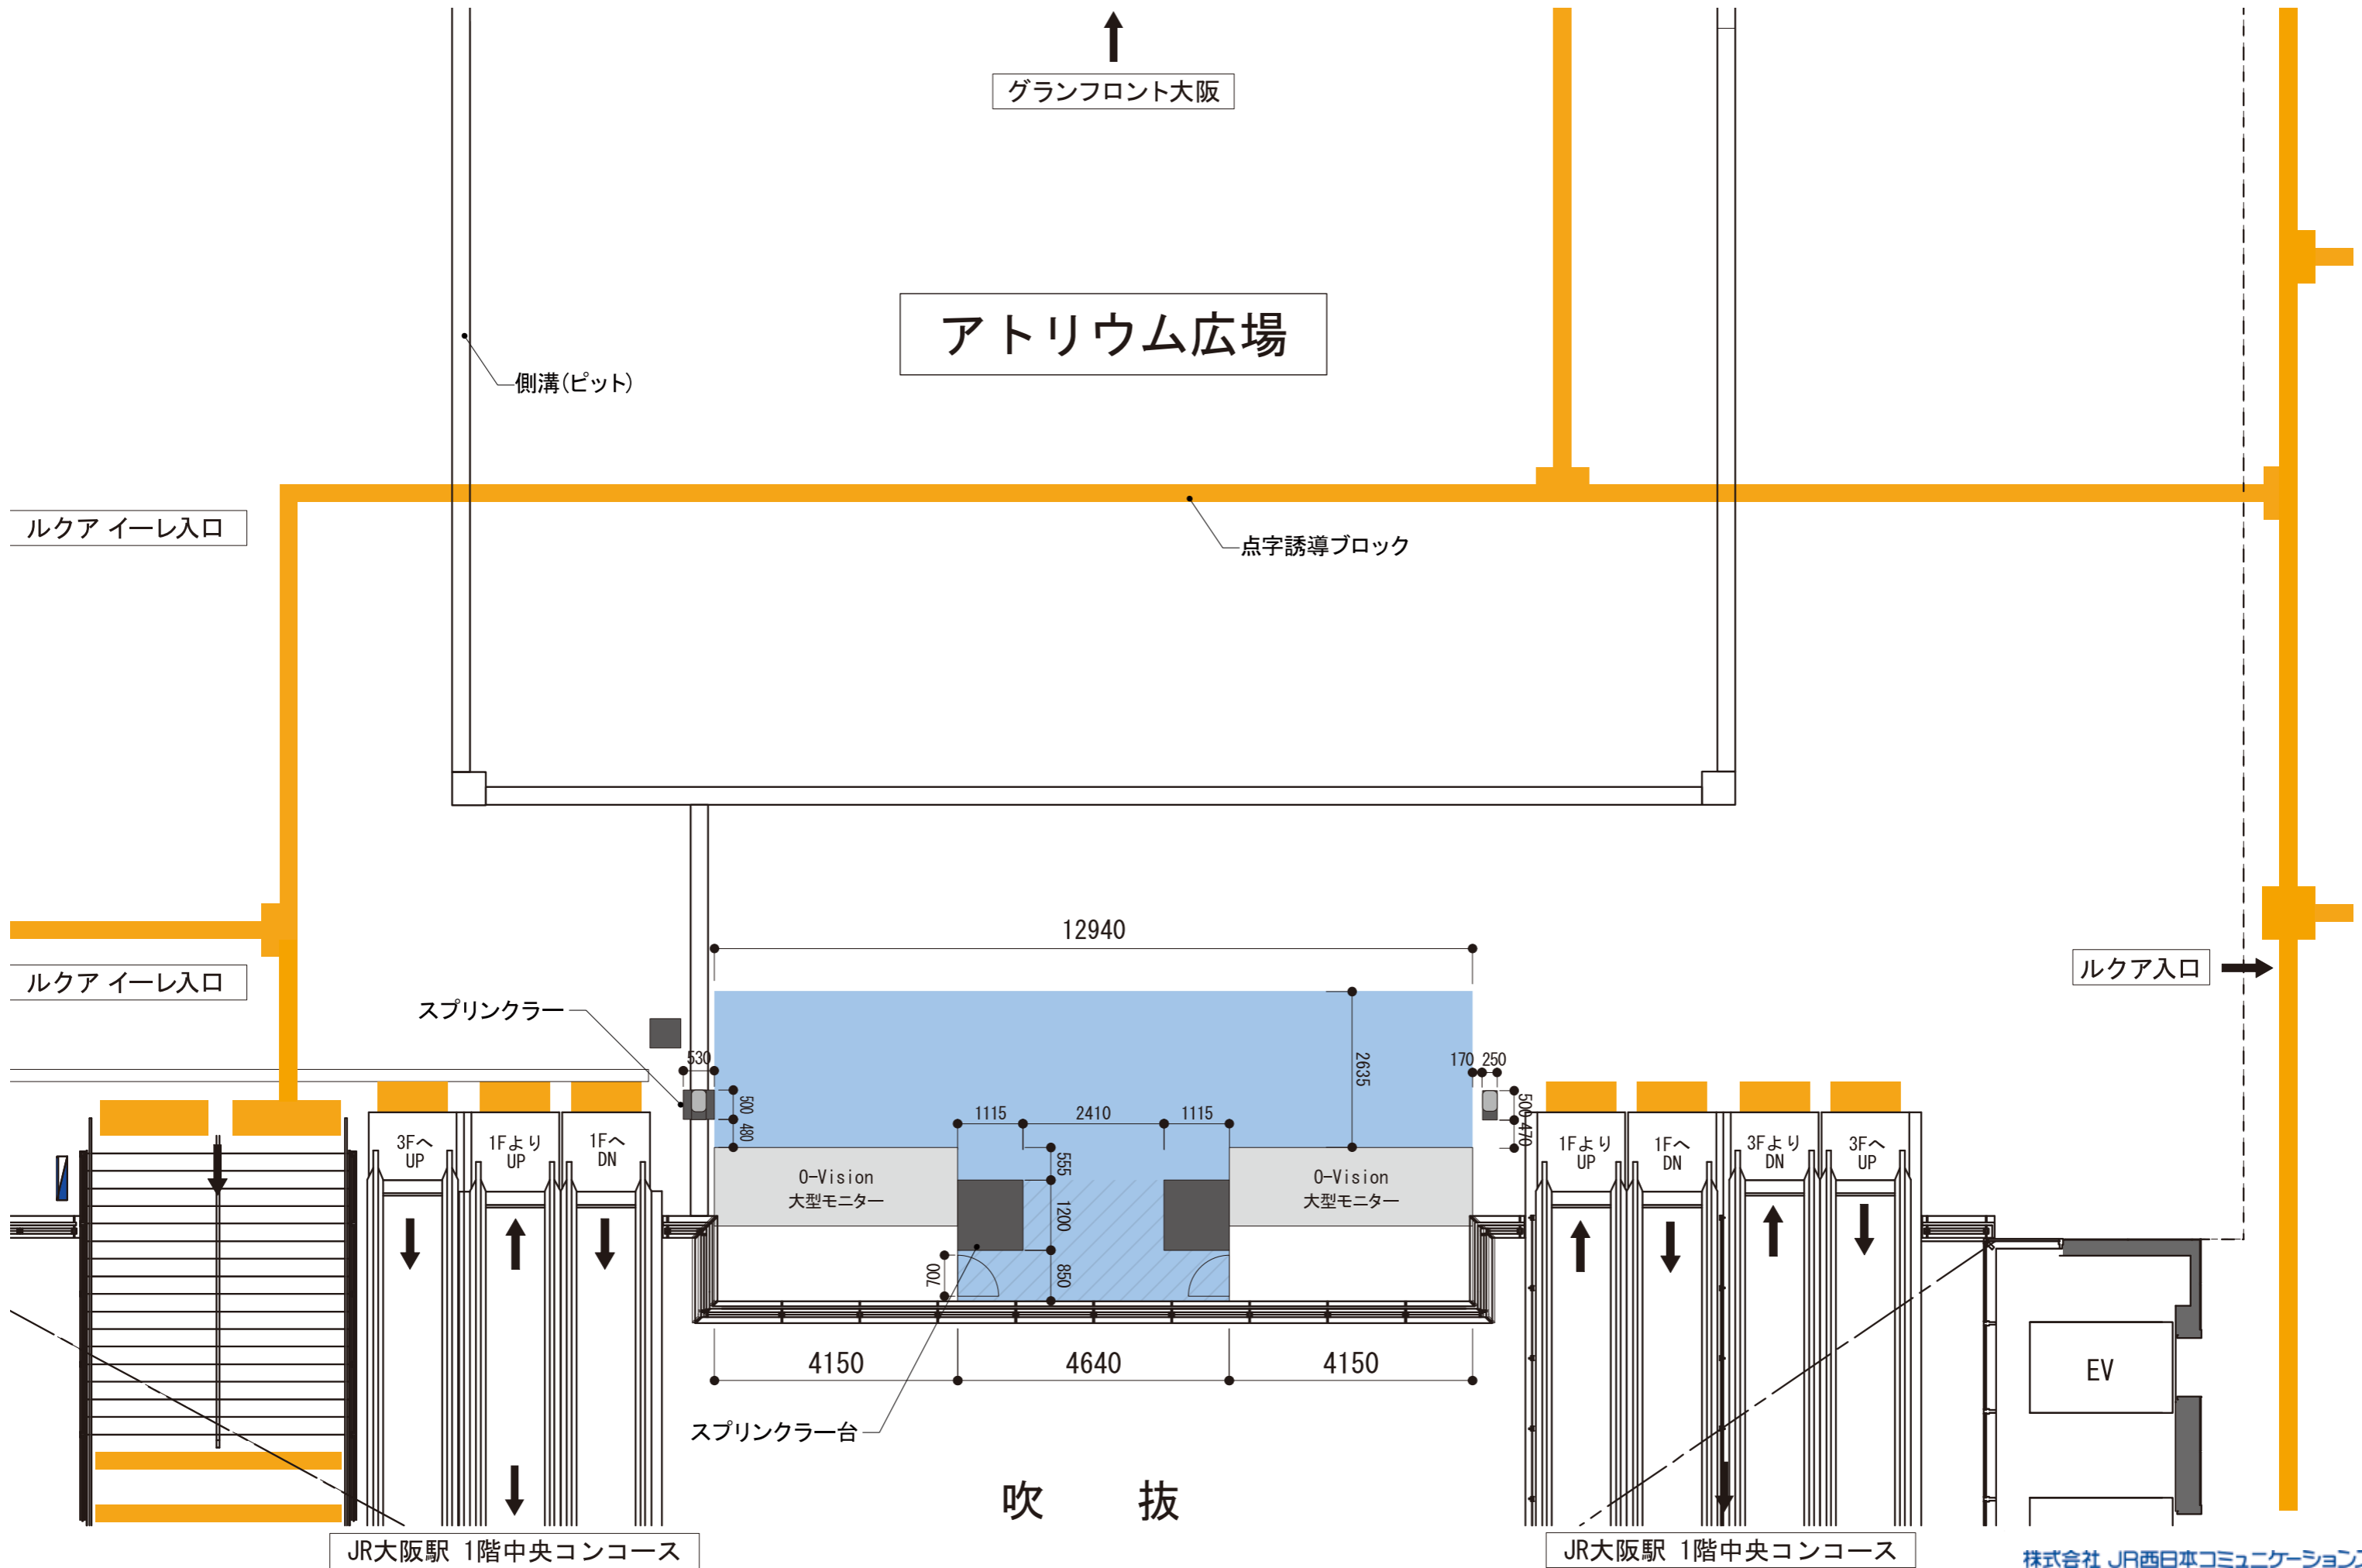 グランフロント大阪
アトリウム広場
側溝(ピット)
ルクア イーレ入口
点字誘導ブロック
12940
ルクア イーレ入口
ルクア入口
スプリンクラー
530
2635
170 250
500
480
1115
2410
1115
500
470
3Fへ
UP
1Fより
UP
1Fへ
DN
555
O-Vision
大型モニター
O-Vision
大型モニター
1Fより
UP
1Fへ
DN
3Fより
DN
3Fへ
UP
1200
700
850
4150
4640
4150
EV
スプリンクラー台
吹 抜
JR大阪駅 1階中央コンコース
JR大阪駅 1階中央コンコース
株式会社 JR西日本コミュニケーションズ